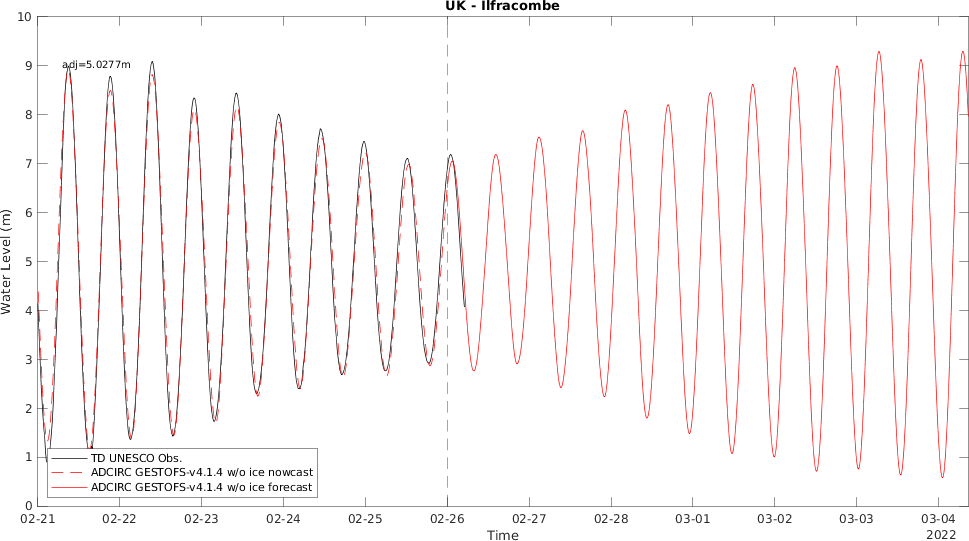 UK - Ilfracombe
10
9
8
7
6
5
4
3
2
1
0
Water Level (m)
adj=5.0277m
TD UNESCO Obs.
ADCIRC GESTOFS-v4.1.4 w/o ice nowcast
ADCIRC GESTOFS-v4.1.4 w/o ice forecast
02-21 02-22 02-23 02-24 02-25 02-26 02-27 02-28 03-01 03-02 03-03 03-04
Time
2022